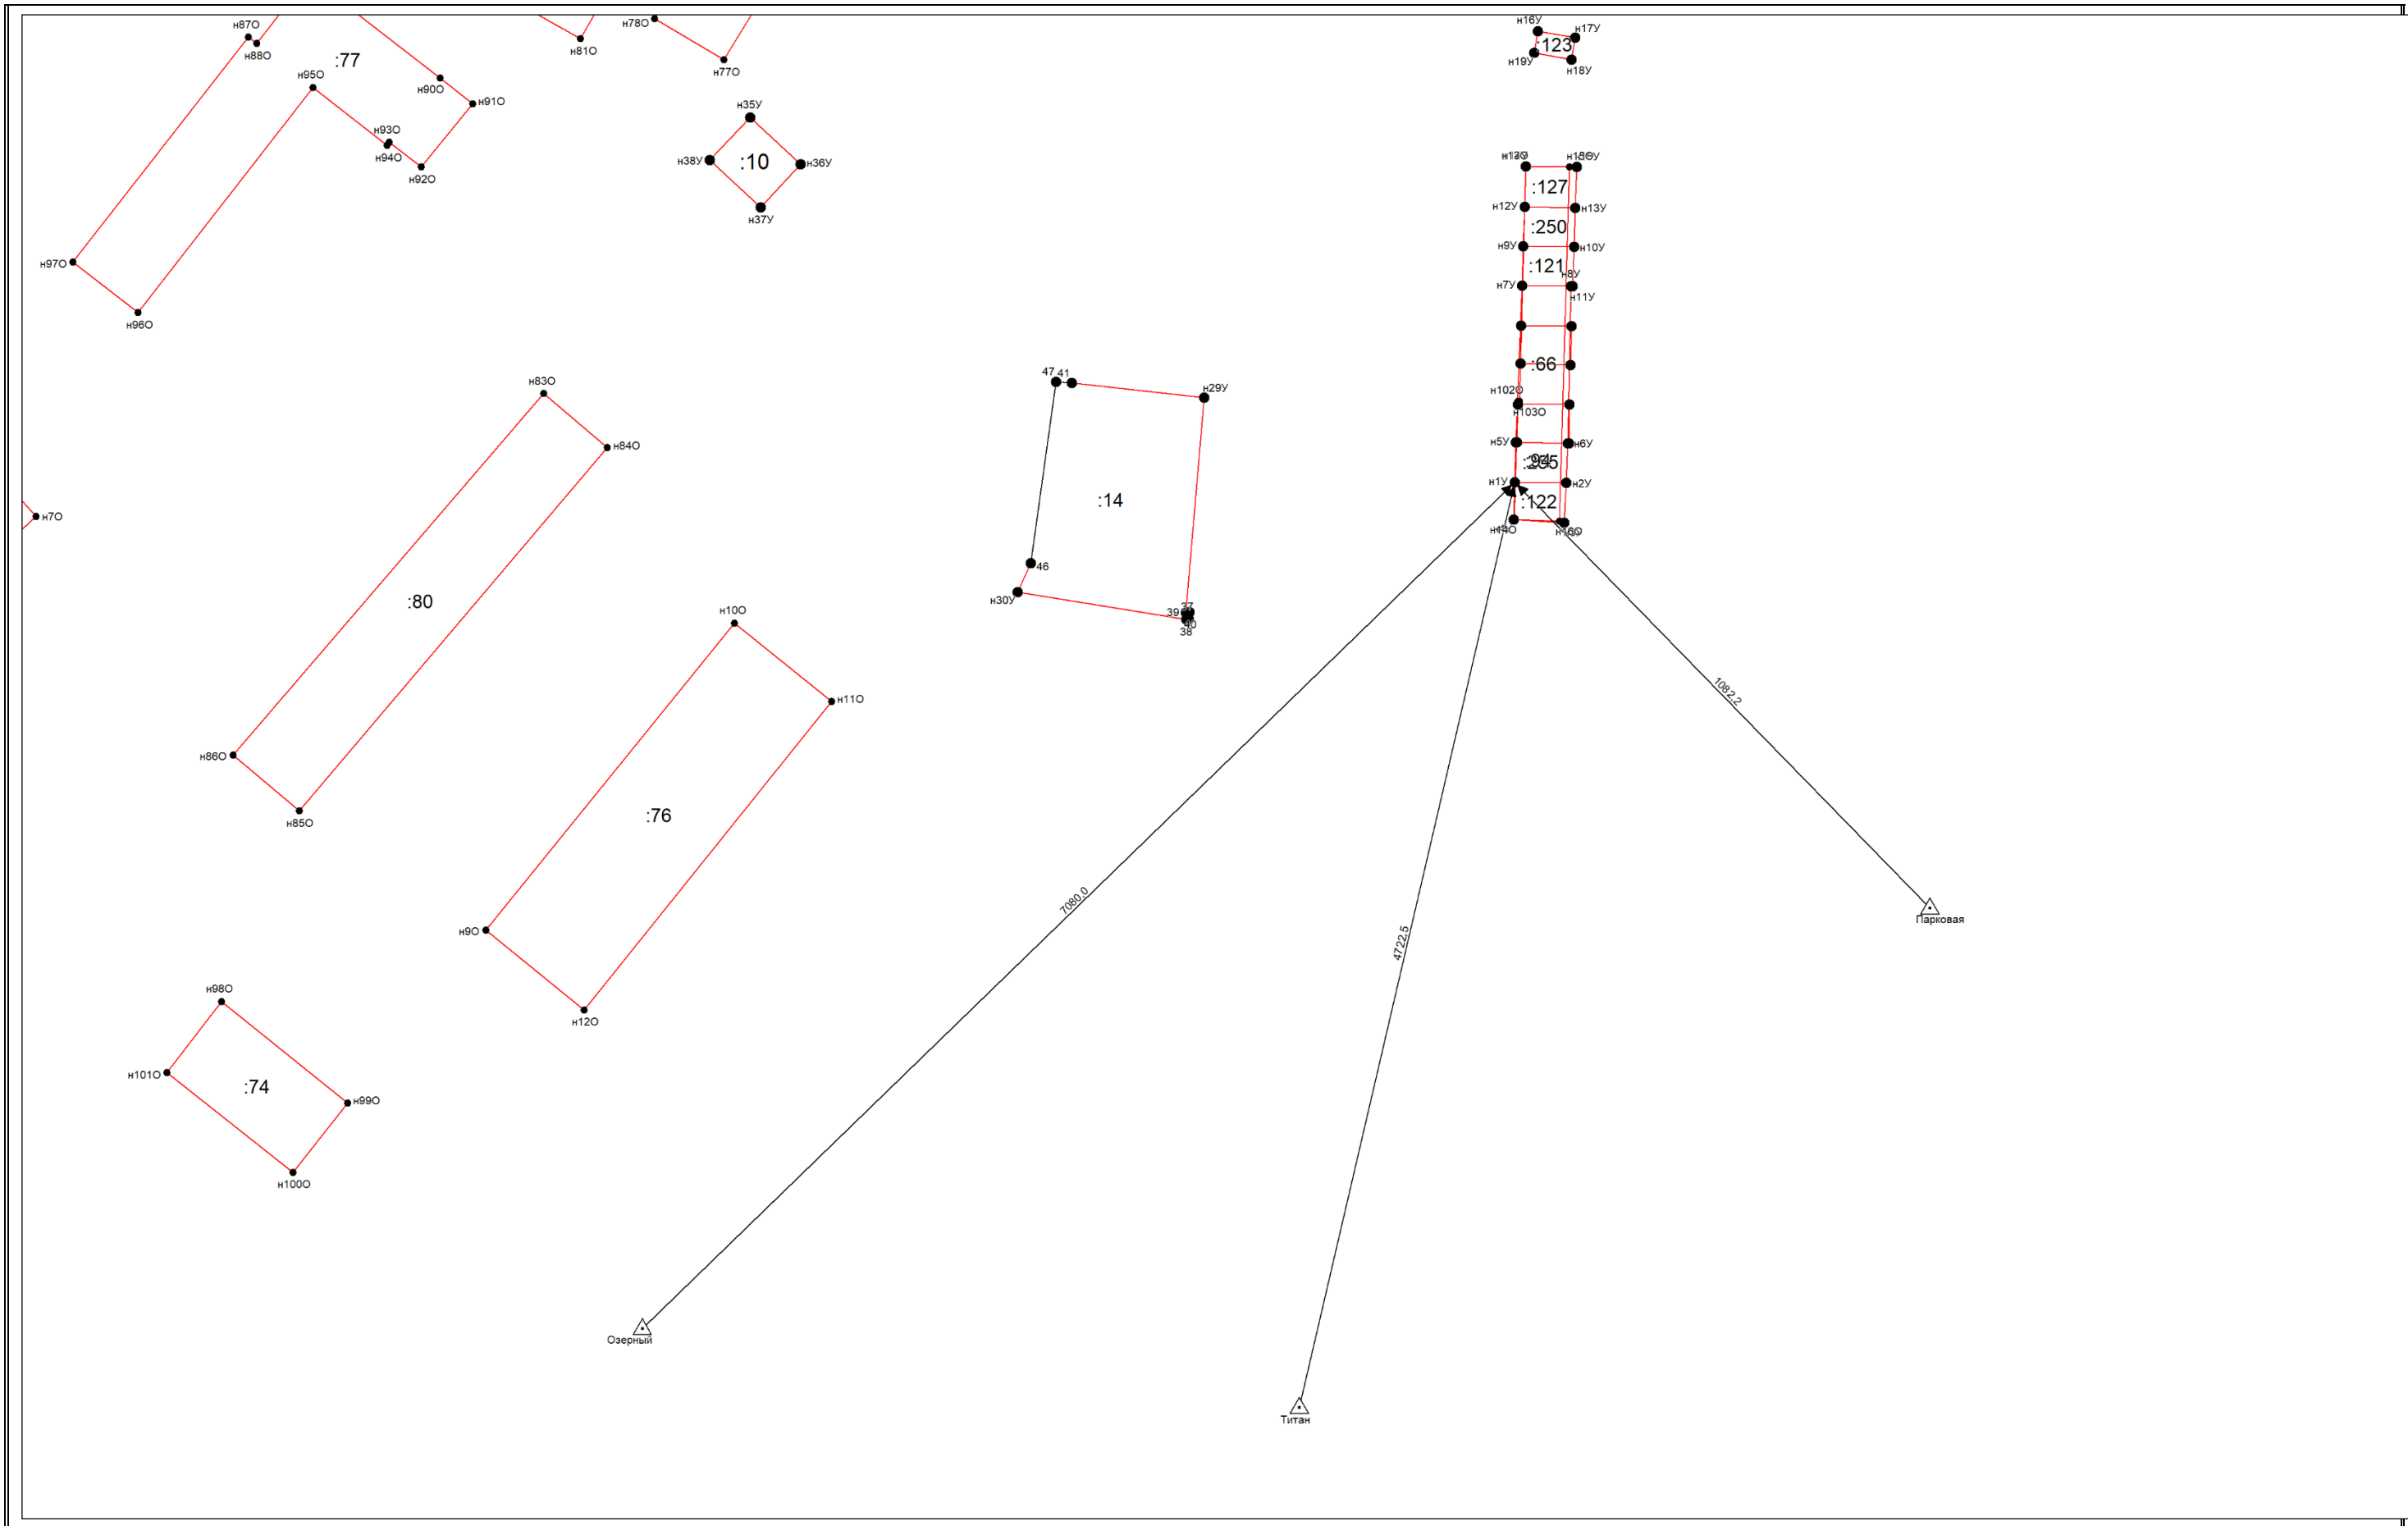 н87О
н88О
:77
н95О
н90О
н91О
н93О
н94О
н92О
н97О
н96О
н81О
н78О
н77О
н35У
н38У
:10
н36У
н37У
н16У
н17У
:123
н19У
н18У
:127
н12У
н13У
:250
н9У
н10У
:121
н8У
н7У
н11У
:66
н102О
н103О
н5У
н6У
н1У
н2У
:122
47
41
н29У
:14
46
н30У
37
39
40
38
н83О
н84О
н7О
:80
н86О
н85О
н10О
н11О
:76
н9О
н12О
н98О
н101О
:74
н99О
н100О
1082,2
7080,0
4722,5
Парковая
Озерный
Титан